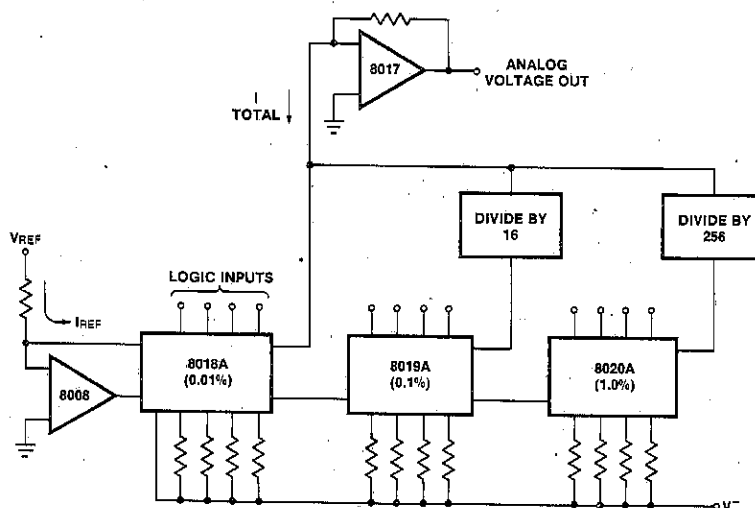 8017
ANALOG
VOLTAGE OUT
I
TOTAL
DIVIDE BY
16
DIVIDE BY
256
VREF
LOGIC INPUTS
IREF
8018A
(0.01%)
8019A
(0.1%)
8020A
(1.0%)
8008
V−